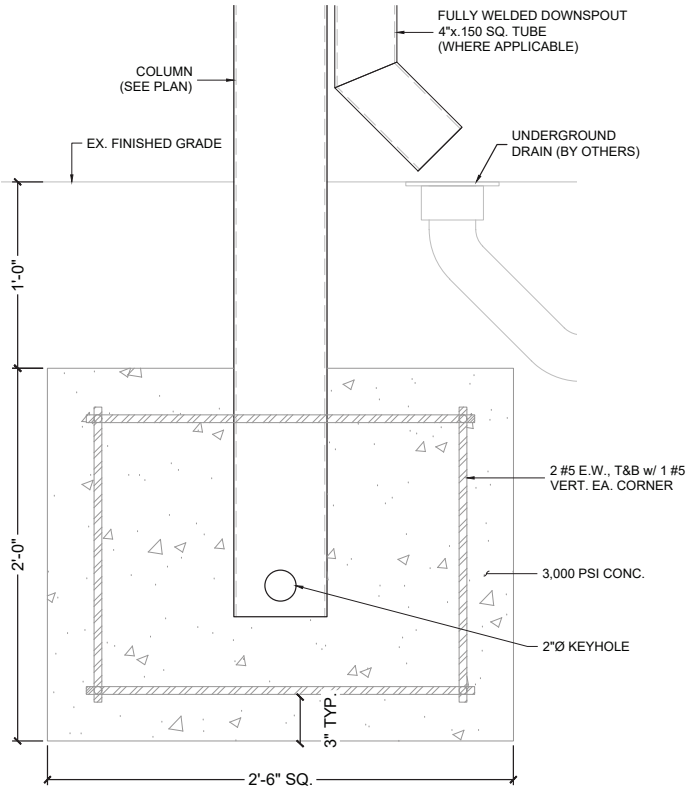 FULLY WELDED DOWNSPOUT
4"x.150 SQ. TUBE
(WHERE APPLICABLE)
COLUMN
(SEE PLAN)
EX. FINISHED GRADE
UNDERGROUND
DRAIN (BY OTHERS)
1'-0"
2 #5 E.W., T&B w/ 1 #5
VERT. EA. CORNER
2'-0"
3,000 PSI CONC.
2"Ø KEYHOLE
3" TYP.
2'-6" SQ.